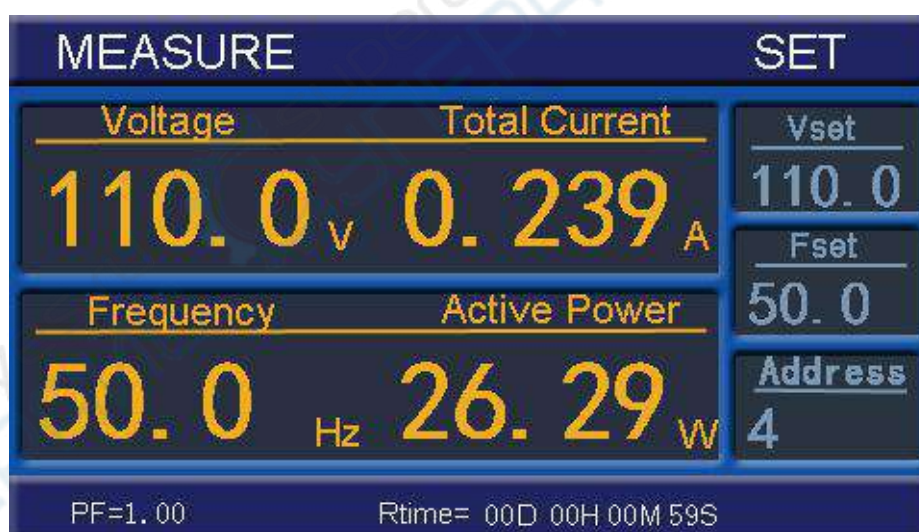 MEASURE SET
Voltage Total Current Vset
110.0 V 0.239 A 110.0
Fset
Frequency Active Power 50.0
50.0 Hz 26.29 W Address
4
PF=1.00 Rtime= 00D 00H 00M 59S